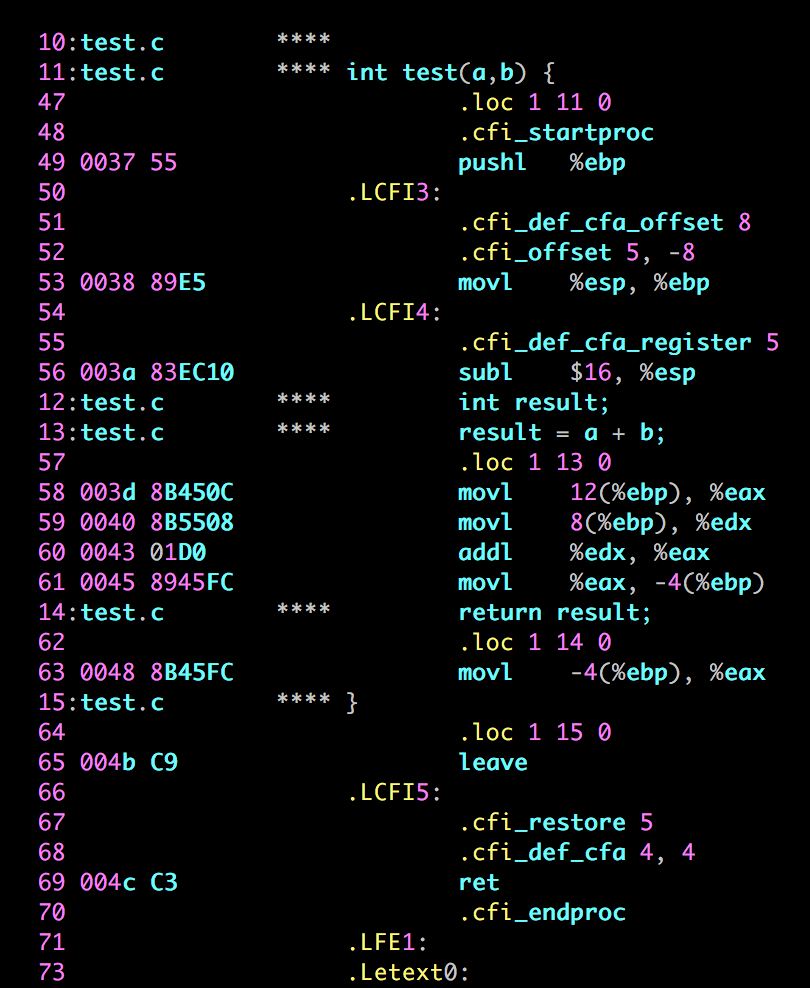 10:test.c        ****
11:test.c        **** int test(a,b) {
47                            .loc 1 11 0
48                            .cfi_startproc
49 0037 55                    pushl   %ebp
50                    .LCFI3:
51                            .cfi_def_cfa_offset 8
52                            .cfi_offset 5, -8
53 0038 89E5                  movl    %esp, %ebp
54                    .LCFI4:
55                            .cfi_def_cfa_register 5
56 003a 83EC10                subl    $16, %esp
12:test.c        ****         int result;
13:test.c        ****         result = a + b;
57                            .loc 1 13 0
58 003d 8B450C                movl    12(%ebp), %eax
59 0040 8B5508                movl    8(%ebp), %edx
60 0043 01D0                  addl    %edx, %eax
61 0045 8945FC                movl    %eax, -4(%ebp)
14:test.c        ****         return result;
62                            .loc 1 14 0
63 0048 8B45FC                movl    -4(%ebp), %eax
15:test.c        **** }
64                            .loc 1 15 0
65 004b C9                    leave
66                    .LCFI5:
67                            .cfi_restore 5
68                            .cfi_def_cfa 4, 4
69 004c C3                    ret
70                            .cfi_endproc
71                    .LFE1:
73                    .Letext0: